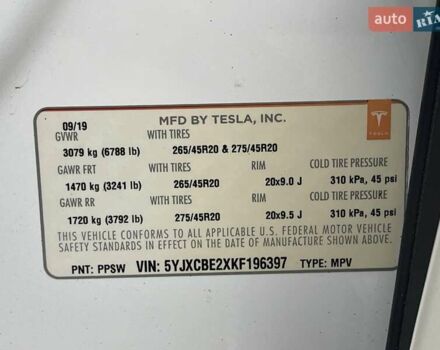 auto RIA
09/19 MFD BY TESLA, INC.
GVWR WITH TIRES
TESLA
3079 kg (6788 lb) 265/45R20 & 275/45R20
GAWR FRT WITH TIRES RIM COLD TIRE PRESSURE
1470 kg (3241 lb) 265/45R20 20x9.0 J 310 kPa, 45 psi
GAWR RR WITH TIRES RIM COLD TIRE PRESSURE
1720 kg (3792 lb) 275/45R20 20x9.5 J 310 kPa, 45 psi
THIS VEHICLE CONFORMS TO ALL APPLICABLE U.S. FEDERAL MOTOR VEHICLE
SAFETY STANDARDS IN EFFECT ON THE DATE OF MANUFACTURE SHOWN ABOVE.
PNT: PPSW VIN: 5YJXCBE2XKF196397 TYPE: MPV